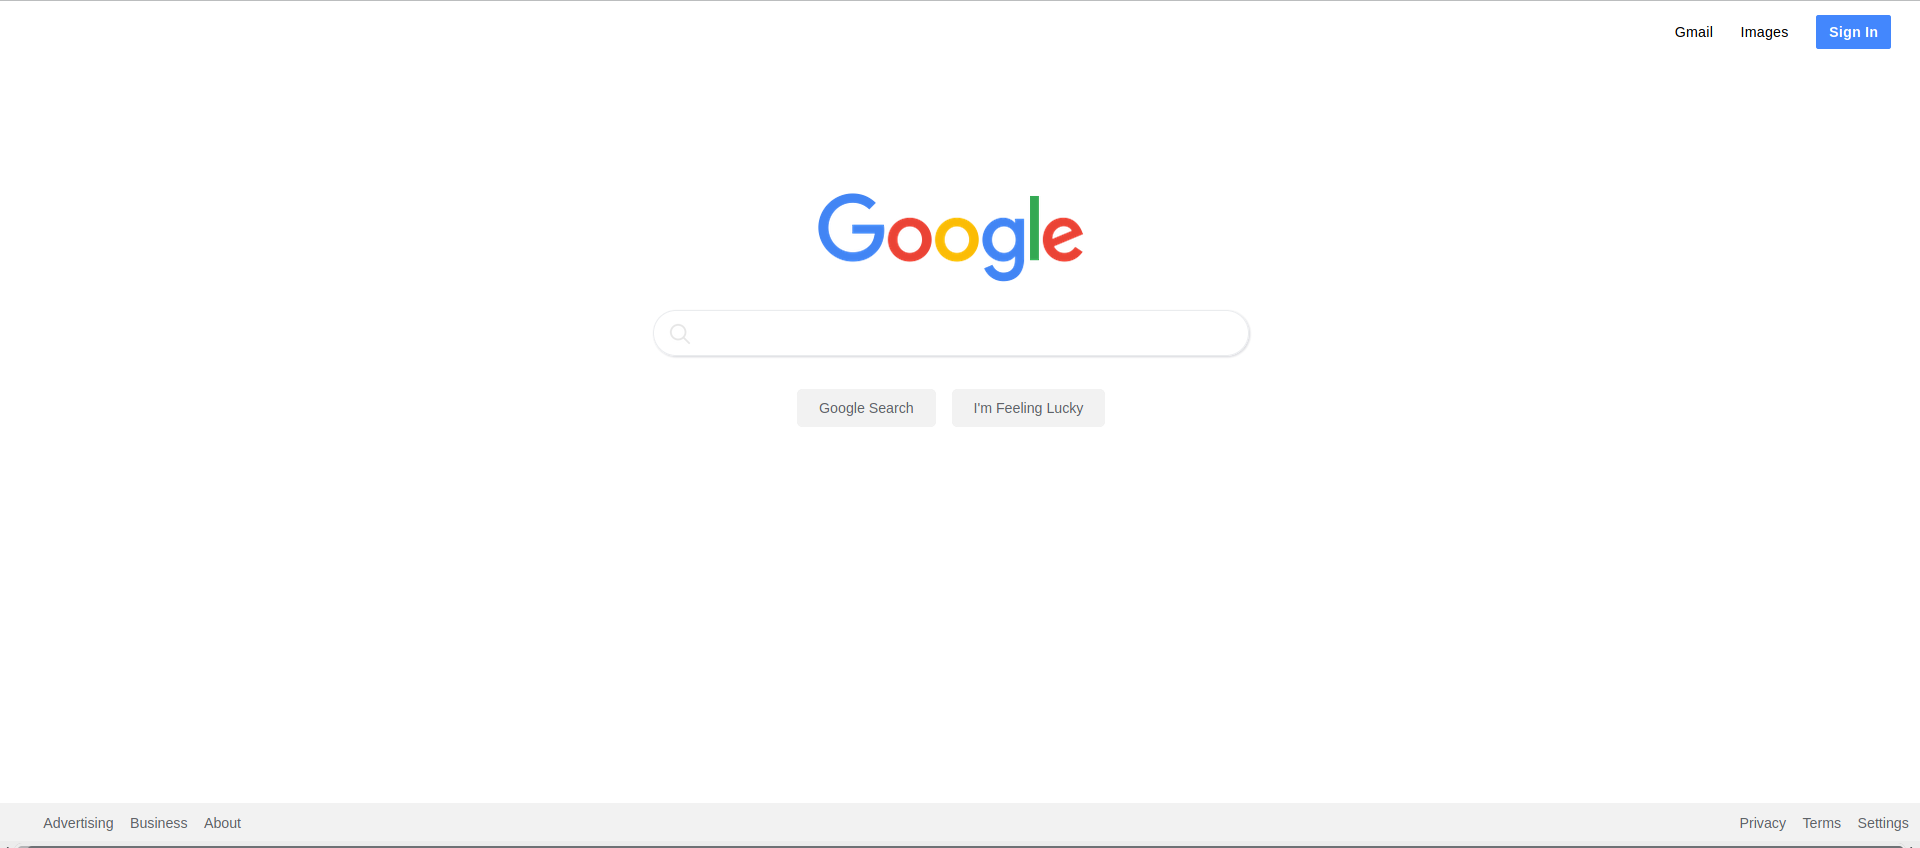 Gmail Images Sign In
Google
Google Search I'm Feeling Lucky
Advertising Business About Privacy Terms Settings